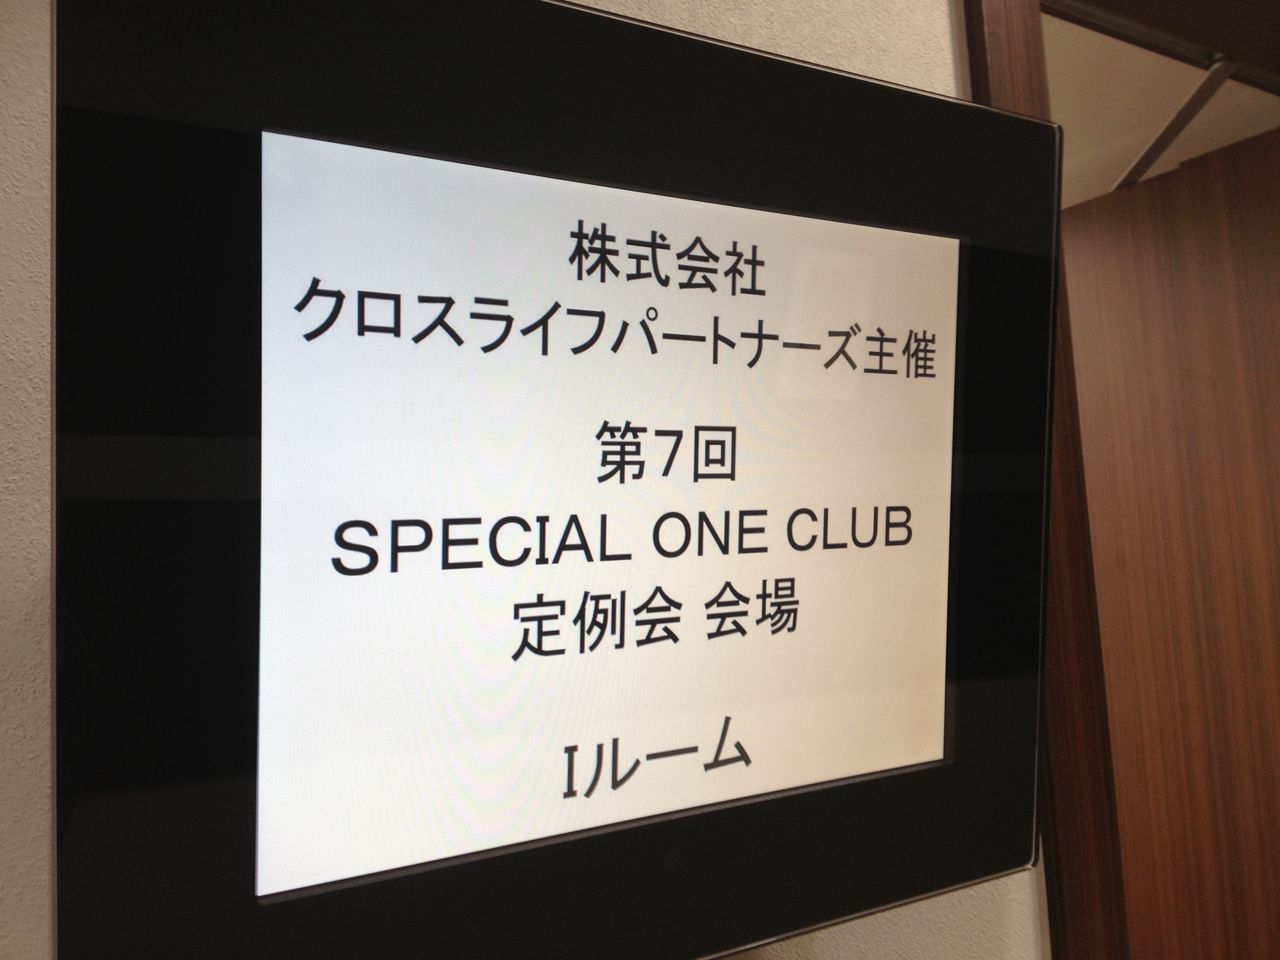 株式会社
クロスライフパートナーズ主催
第7回
SPECIAL ONE CLUB
定例会 会場
Iルーム